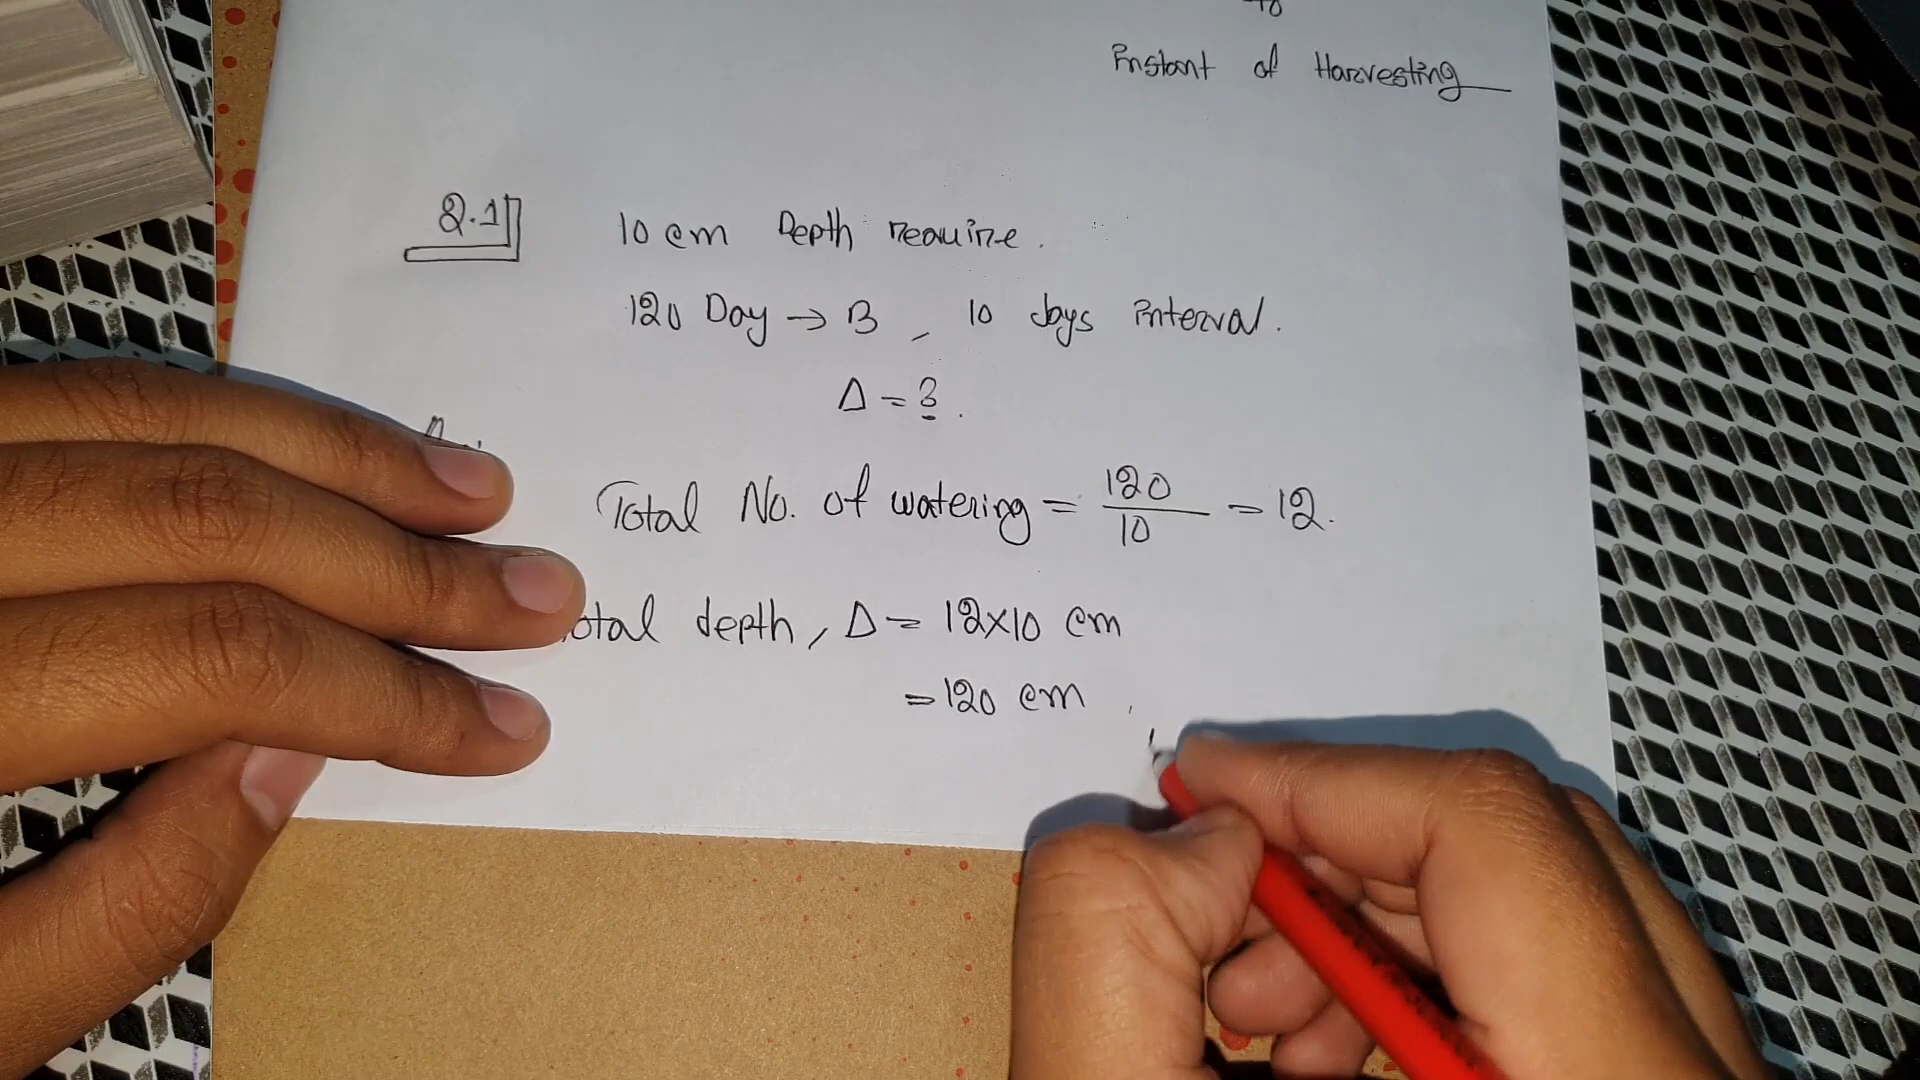 to
Instant of Harvesting
Q.1 10 cm Depth require.
120 Day → B, 10 days interval.
Δ = ?.
Total No. of watering = 120/10 = 12.
otal depth, Δ = 12×10 cm
= 120 cm